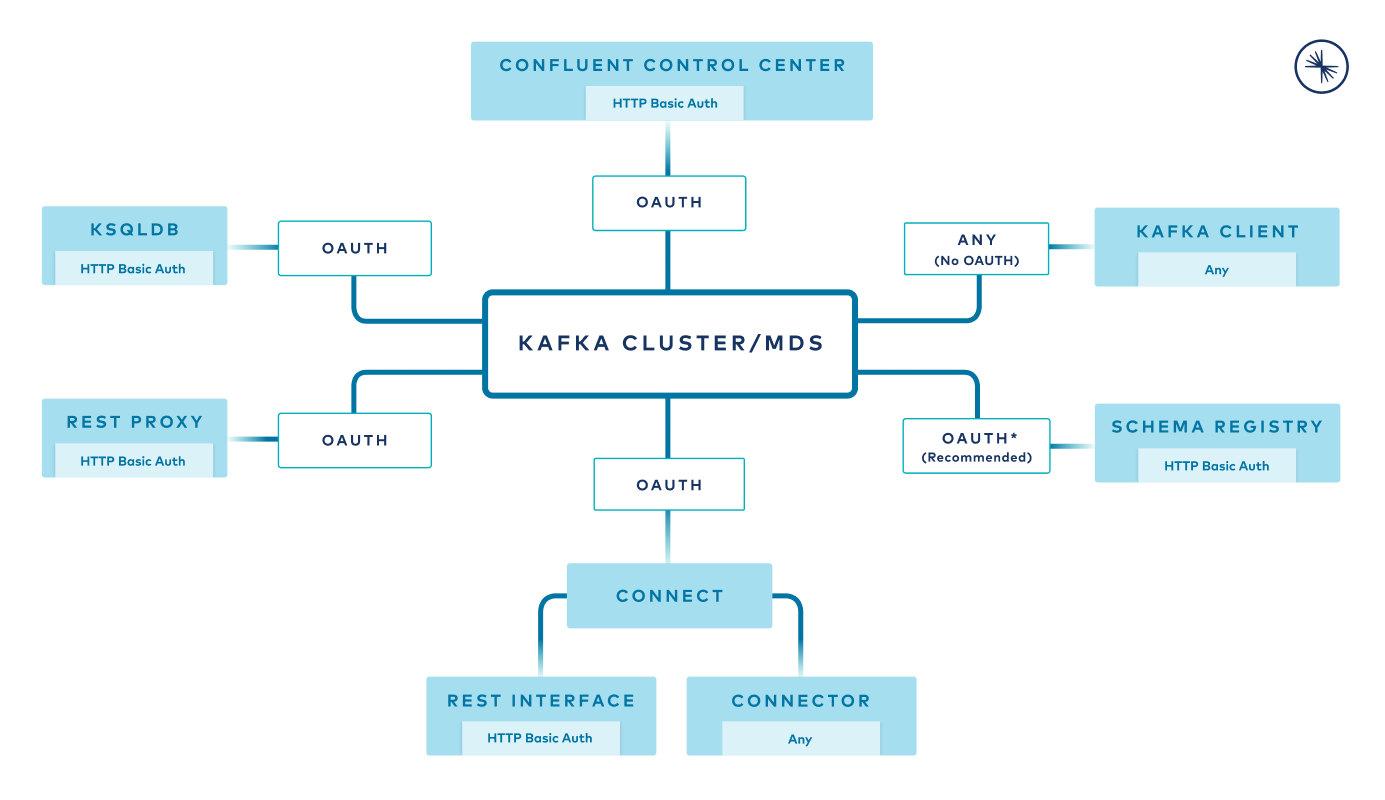 CONFLUENT CONTROL CENTER
HTTP Basic Auth
OAUTH
KSQLDB
HTTP Basic Auth
OAUTH
ANY
(No OAUTH)
KAFKA CLIENT
Any
KAFKA CLUSTER/MDS
REST PROXY
HTTP Basic Auth
OAUTH
OAUTH*
(Recommended)
SCHEMA REGISTRY
HTTP Basic Auth
OAUTH
CONNECT
REST INTERFACE
HTTP Basic Auth
CONNECTOR
Any